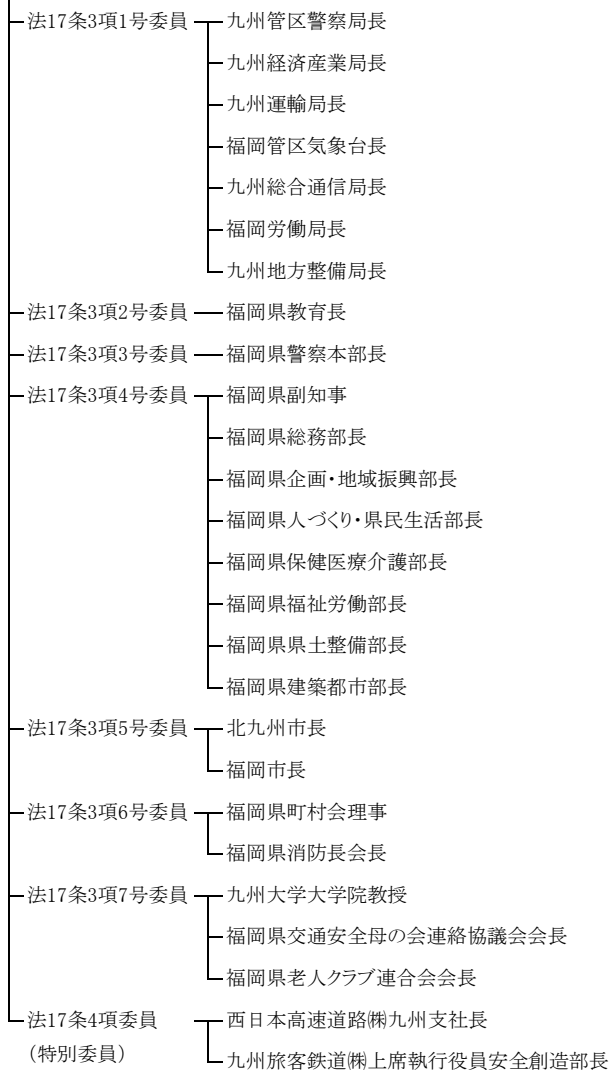 法17条3項1号委員 九州管区警察局長
九州経済産業局長
九州運輸局長
福岡管区気象台長
九州総合通信局長
福岡労働局長
九州地方整備局長
法17条3項2号委員 福岡県教育長
法17条3項3号委員 福岡県警察本部長
法17条3項4号委員 福岡県副知事
福岡県総務部長
福岡県企画・地域振興部長
福岡県人づくり・県民生活部長
福岡県保健医療介護部長
福岡県福祉労働部長
福岡県県土整備部長
福岡県建築都市部長
法17条3項5号委員 北九州市長
福岡市長
法17条3項6号委員 福岡県町村会理事
福岡県消防長会長
法17条3項7号委員 九州大学大学院教授
福岡県交通安全母の会連絡協議会会長
福岡県老人クラブ連合会会長
法17条4項委員 西日本高速道路㈱九州支社長
（特別委員） 九州旅客鉄道㈱上席執行役員安全創造部長